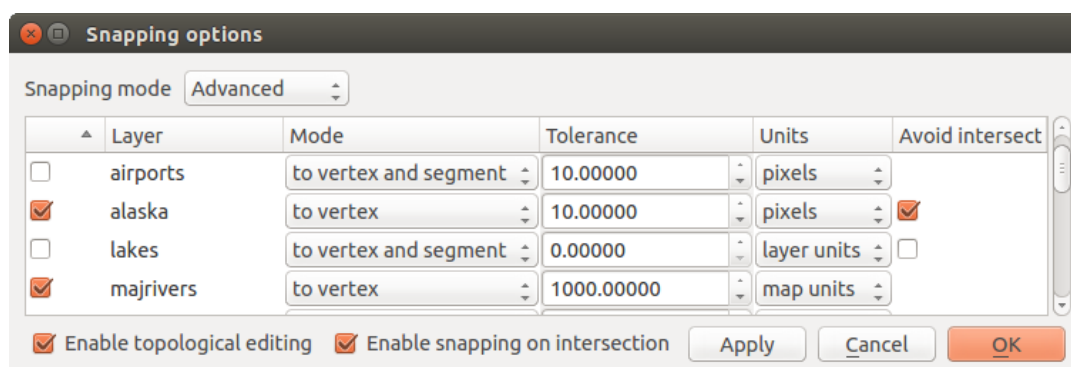 Snapping options
Snapping mode Advanced
Layer Mode Tolerance Units Avoid intersect
airports to vertex and segment 10.00000 pixels
alaska to vertex 10.00000 pixels
lakes to vertex and segment 0.00000 layer units
majrivers to vertex 1000.00000 map units
Enable topological editing Enable snapping on intersection Apply Cancel OK